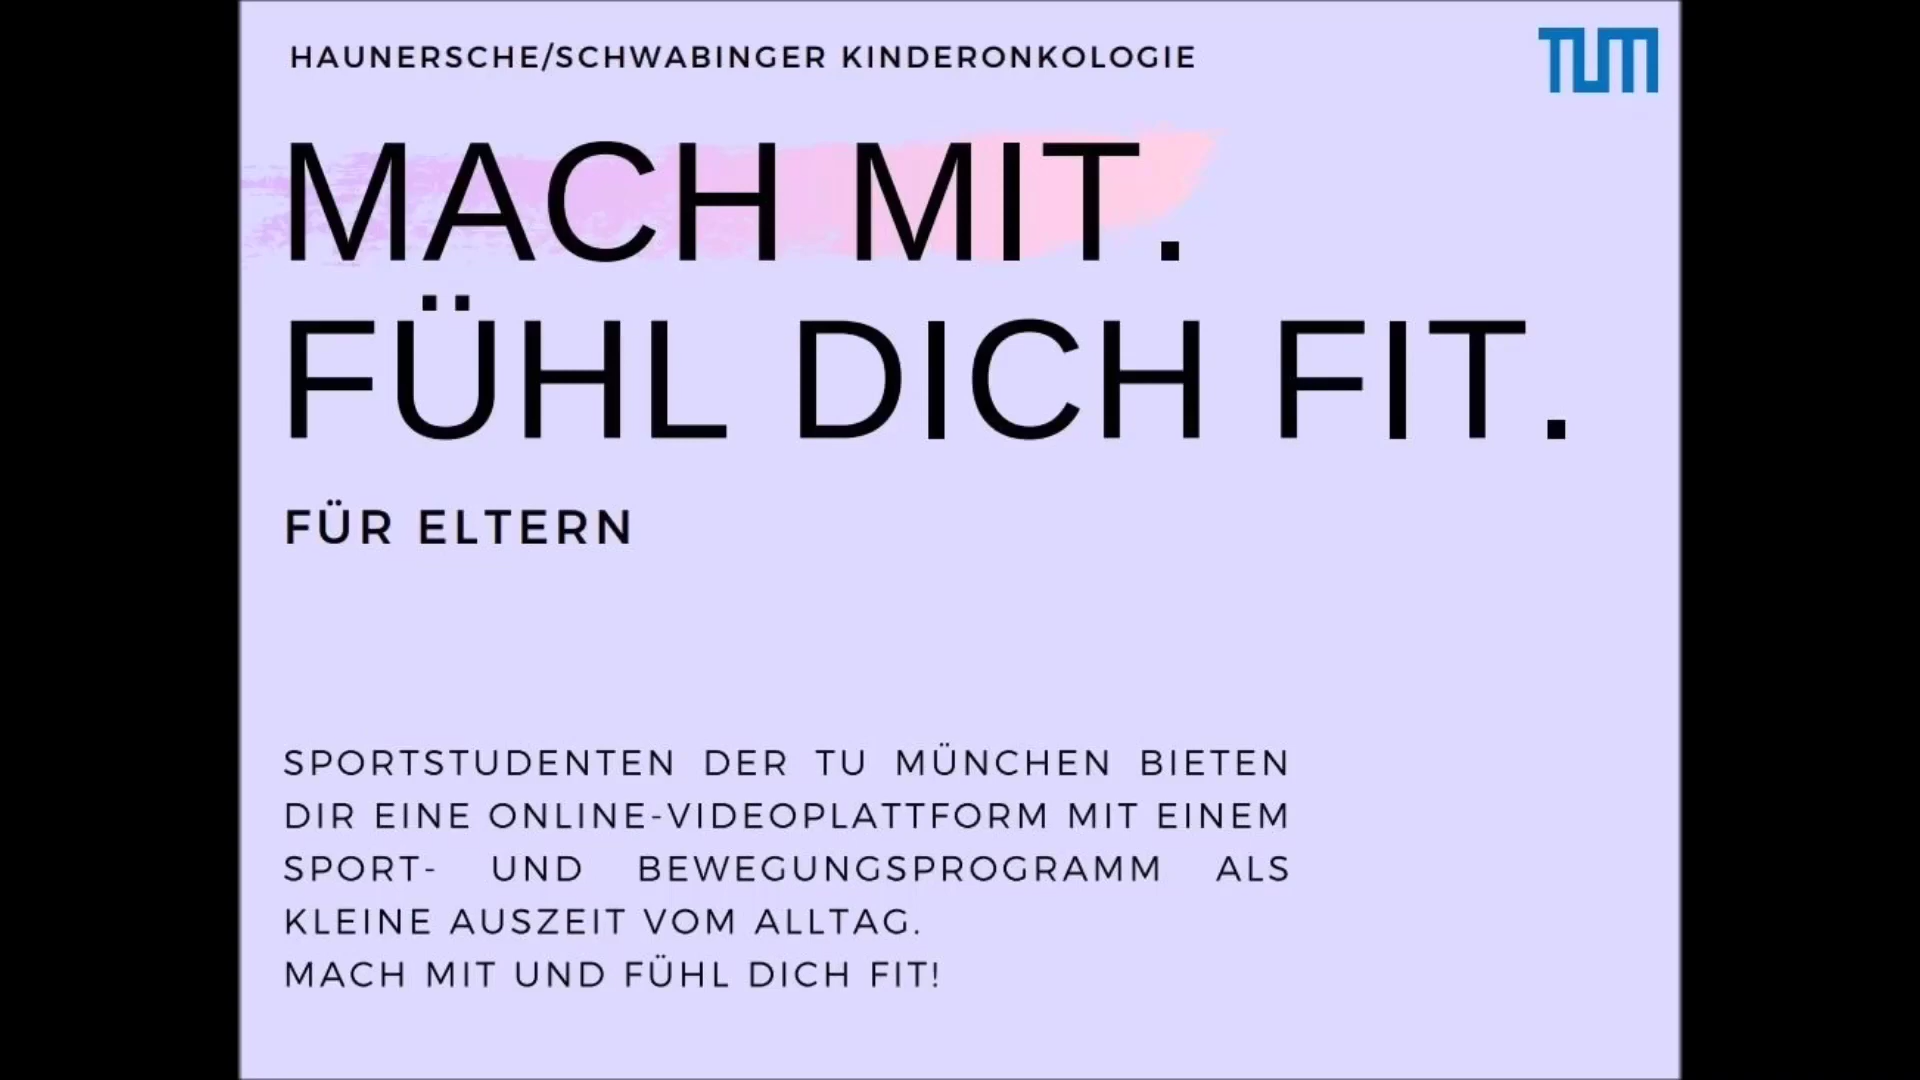 HAUNERSCHE/SCHWABINGER KINDERONKOLOGIE
TUM
MACH MIT.
FÜHL DICH FIT.
FÜR ELTERN
SPORTSTUDENTEN DER TU MÜNCHEN BIETEN
DIR EINE ONLINE-VIDEOPLATTFORM MIT EINEM
SPORT- UND BEWEGUNGSPROGRAMM ALS
KLEINE AUSZEIT VOM ALLTAG.
MACH MIT UND FÜHL DICH FIT!